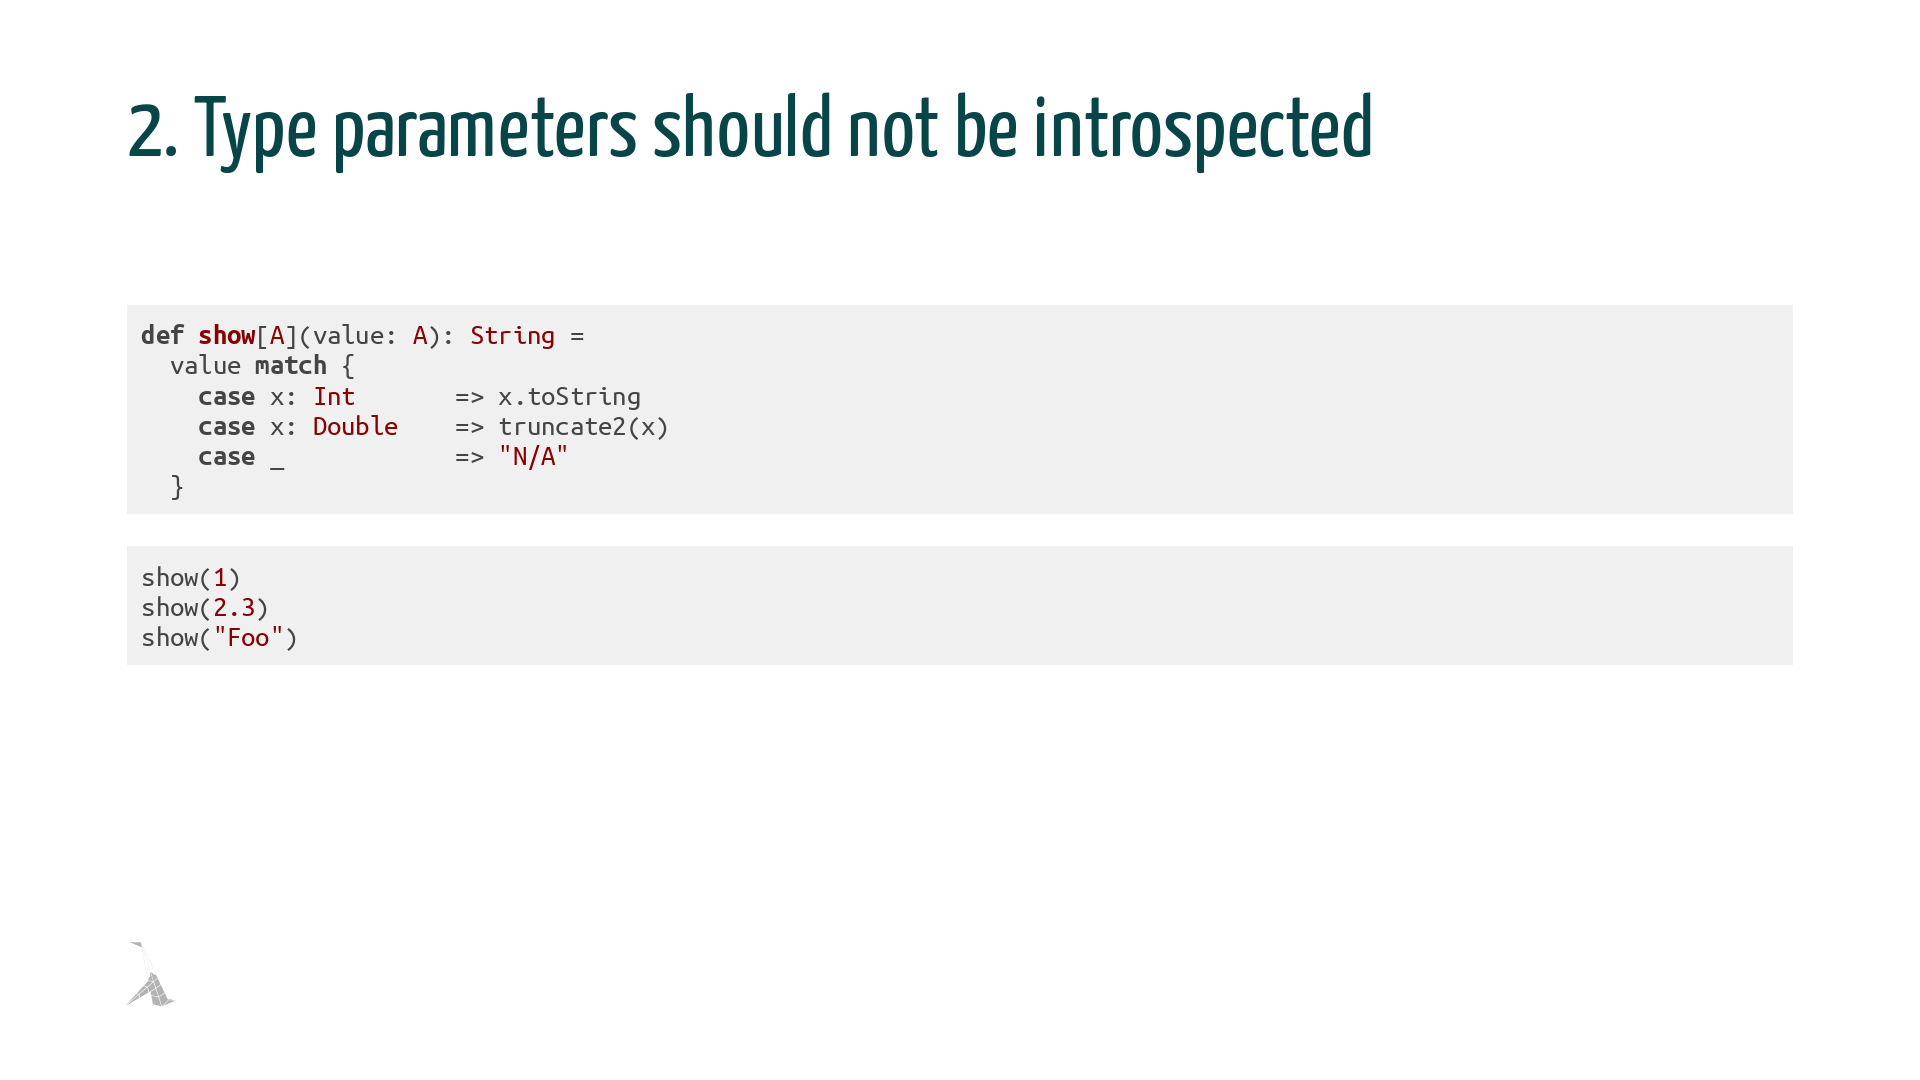 2. Type parameters should not be introspected
def show[A](value: A): String =
  value match {
    case x: Int       => x.toString
    case x: Double    => truncate2(x)
    case _            => "N/A"
  }
show(1)
show(2.3)
show("Foo")